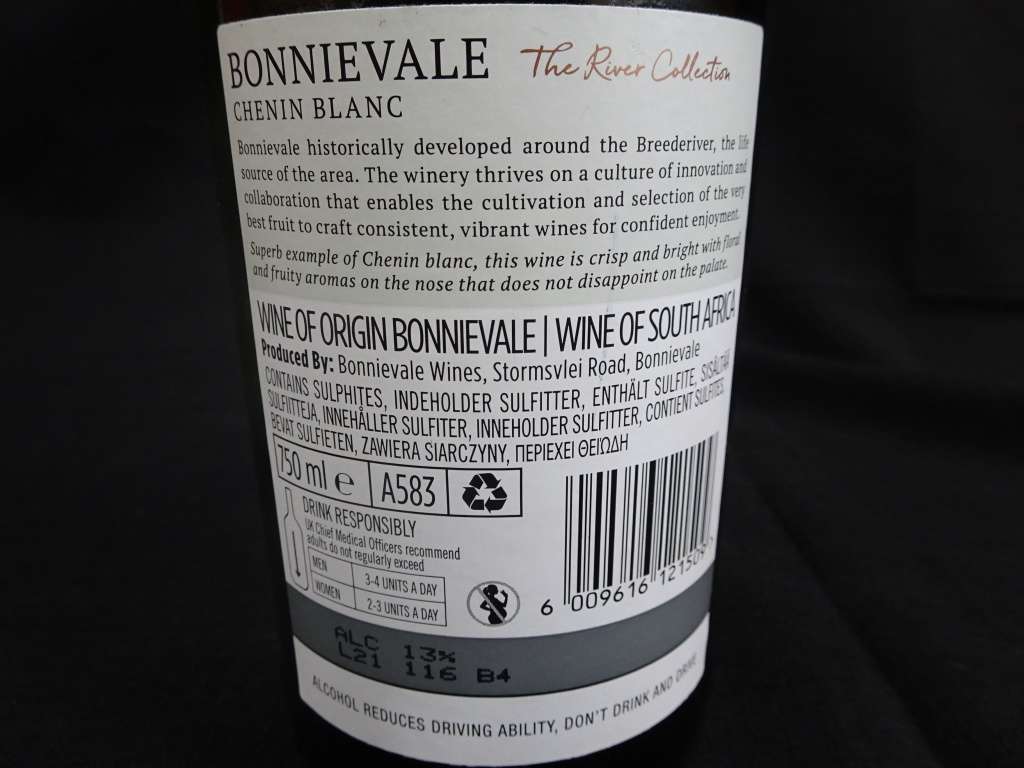 BONNIEVALE The River Collection
CHENIN BLANC
Bonnievale historically developed around the Breederiver, the life
source of the area. The winery thrives on a culture of innovation and
collaboration that enables the cultivation and selection of the very
best fruit to craft consistent, vibrant wines for confident enjoyment.
Superb example of Chenin blanc, this wine is crisp and bright with floral
and fruity aromas on the nose that does not disappoint on the palate.
WINE OF ORIGIN BONNIEVALE | WINE OF SOUTH AFRICA
Produced By: Bonnievale Wines, Stormsvlei Road, Bonnievale
CONTAINS SULPHITES, INDEHOLDER SULFITTER, ENTHÄLT SULFITE, SISÄLTÄÄ
SULFIITTEJA, INNEHÅLLER SULFITER, INNEHOLDER SULFITTER, CONTIENT SULFITES,
BEVAT SULFIETEN, ZAWIERA SIARCZYNY, ΠΕΡΙΕΧΕΙ ΘΕΙΏΔΗ
750 ml e A583
DRINK RESPONSIBLY
UK Chief Medical Officers recommend
adults do not regularly exceed
MEN 3-4 UNITS A DAY
WOMEN 2-3 UNITS A DAY
6 009616 121509
ALC 13%
L21 116 B4
ALCOHOL REDUCES DRIVING ABILITY, DON'T DRINK AND DRIVE